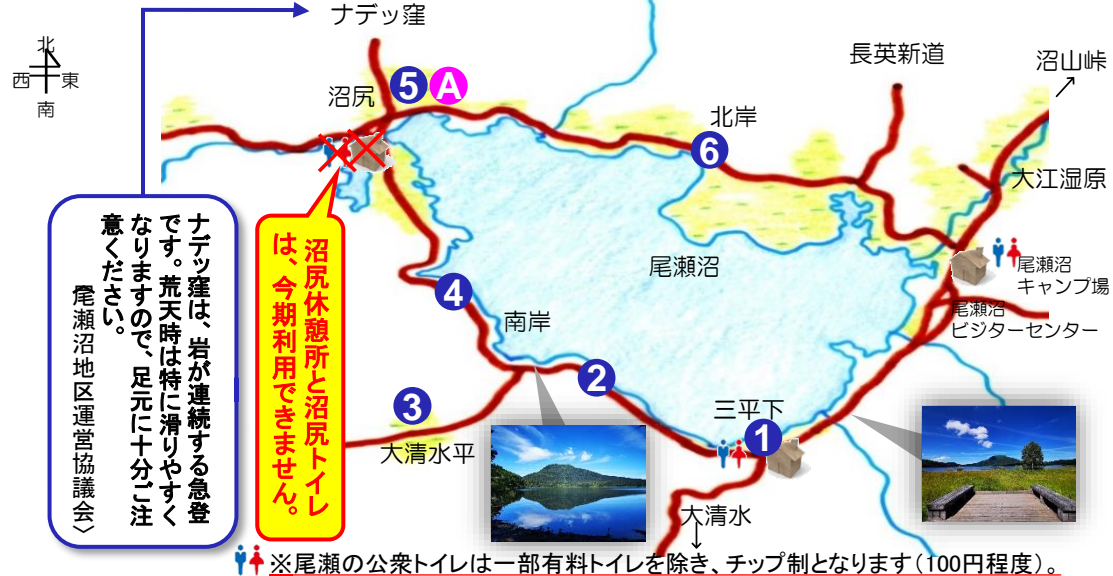 ナデッ窪
北
西 東
南
沼尻
5 A
北岸
6
長英新道
沼山峠
大江湿原
尾瀬沼
尾瀬沼
キャンプ場
尾瀬沼
ビジターセンター
4
南岸
2
3
大清水平
三平下
1
大清水
ナデッ窪は、岩が連続する急登
です。荒天時は特に滑りやすく
なりますので、足元に十分ご注
意ください。
〈尾瀬沼地区運営協議会〉
沼尻休憩所と沼尻トイレ
は、今期利用できません。
※尾瀬の公衆トイレは一部有料トイレを除き、チップ制となります(100円程度)。